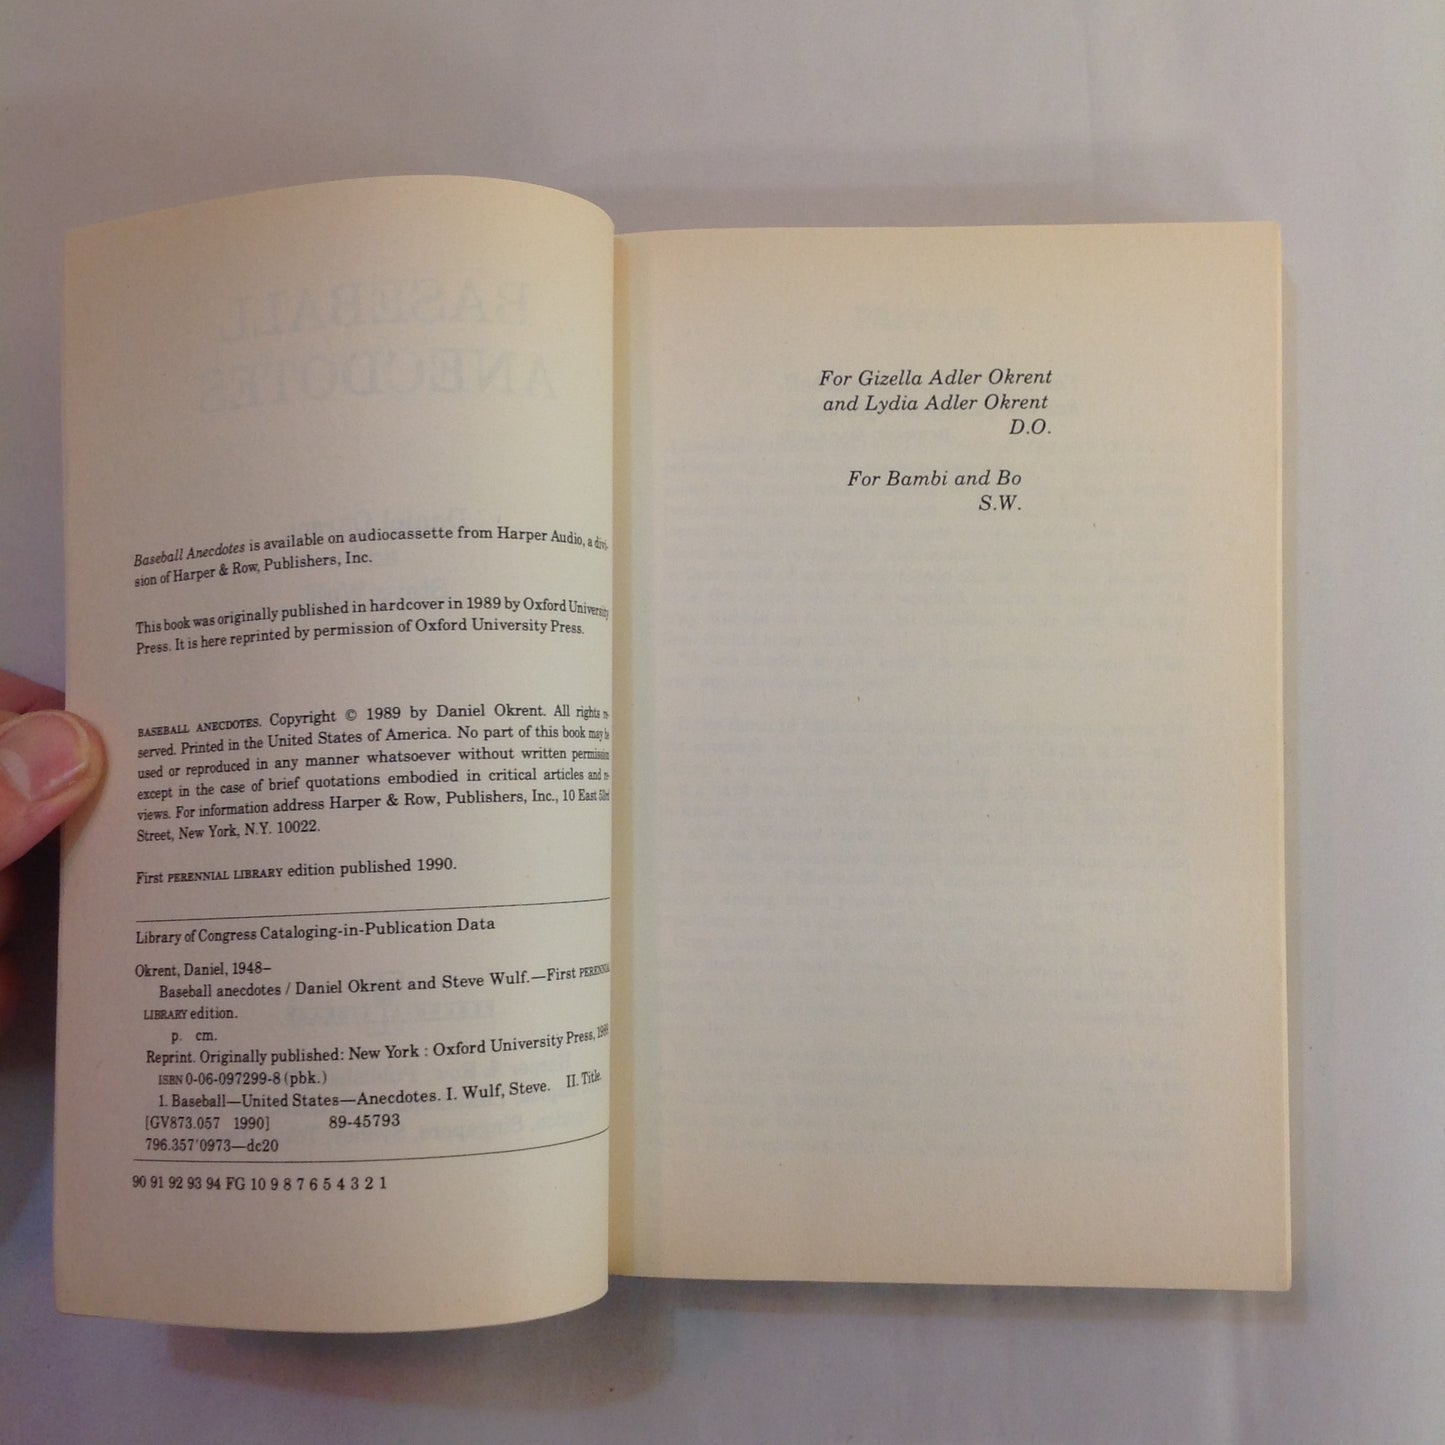 Baseball Anecdotes is available on audiocassette from Harper Audio, a divi-
sion of Harper & Row, Publishers, Inc.
This book was originally published in hardcover in 1989 by Oxford University
Press. It is here reprinted by permission of Oxford University Press.
BASEBALL ANECDOTES. Copyright © 1989 by Daniel Okrent. All rights re-
served. Printed in the United States of America. No part of this book may be
used or reproduced in any manner whatsoever without written permission
except in the case of brief quotations embodied in critical articles and re-
views. For information address Harper & Row, Publishers, Inc., 10 East 53rd
Street, New York, N.Y. 10022.
First PERENNIAL LIBRARY edition published 1990.
Library of Congress Cataloging-in-Publication Data
Okrent, Daniel, 1948–
Baseball anecdotes / Daniel Okrent and Steve Wulf.—First PERENNIAL
LIBRARY edition.
p. cm.
Reprint. Originally published: New York : Oxford University Press, 1989.
ISBN 0-06-097299-8 (pbk.)
1. Baseball—United States—Anecdotes. I. Wulf, Steve. II. Title.
[GV873.057 1990] 89-45793
796.357'0973—dc20
90 91 92 93 94 FG 10 9 8 7 6 5 4 3 2 1
For Gizella Adler Okrent
and Lydia Adler Okrent
D.O.
For Bambi and Bo
S.W.